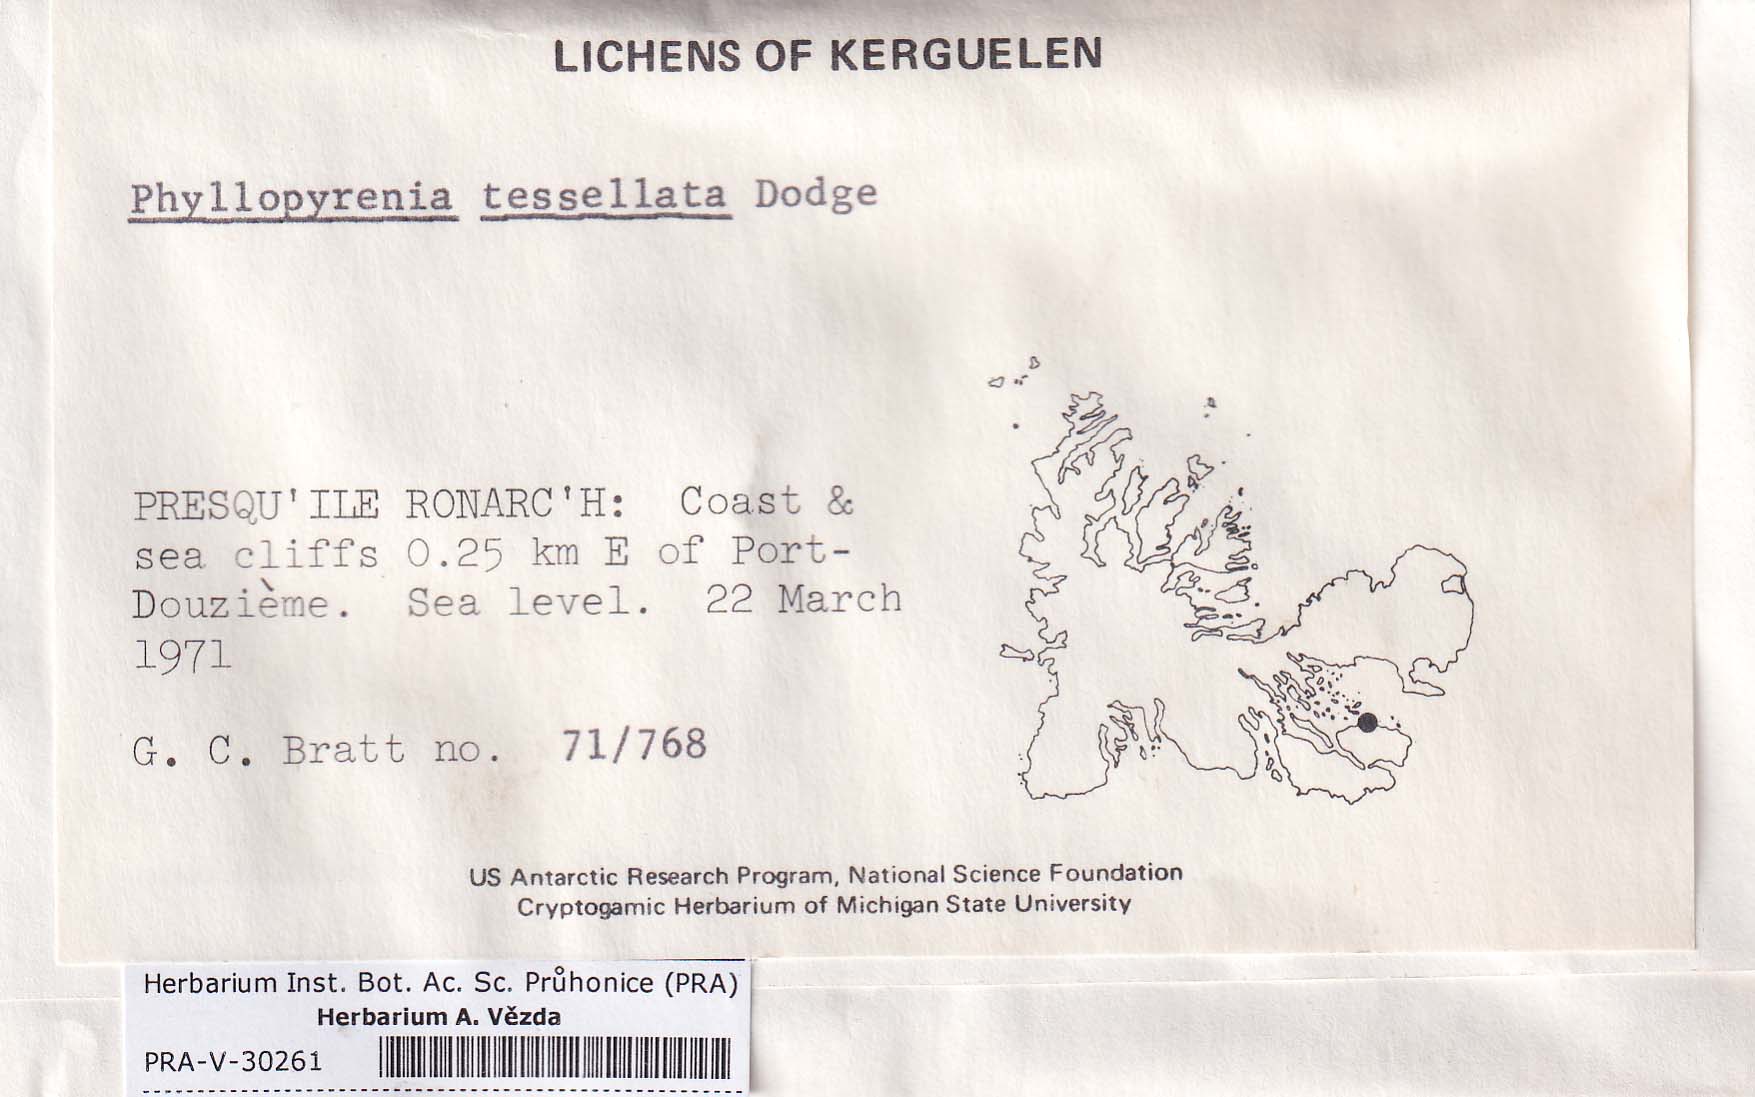 LICHENS OF KERGUELEN
Phyllopyrenia tessellata Dodge
PRESQU'ILE RONARC'H: Coast &
sea cliffs 0.25 km E of Port-
Douzième. Sea level. 22 March
1971
G. C. Bratt no. 71/768
US Antarctic Research Program, National Science Foundation
Cryptogamic Herbarium of Michigan State University
Herbarium Inst. Bot. Ac. Sc. Průhonice (PRA)
Herbarium A. Vězda
PRA-V-30261